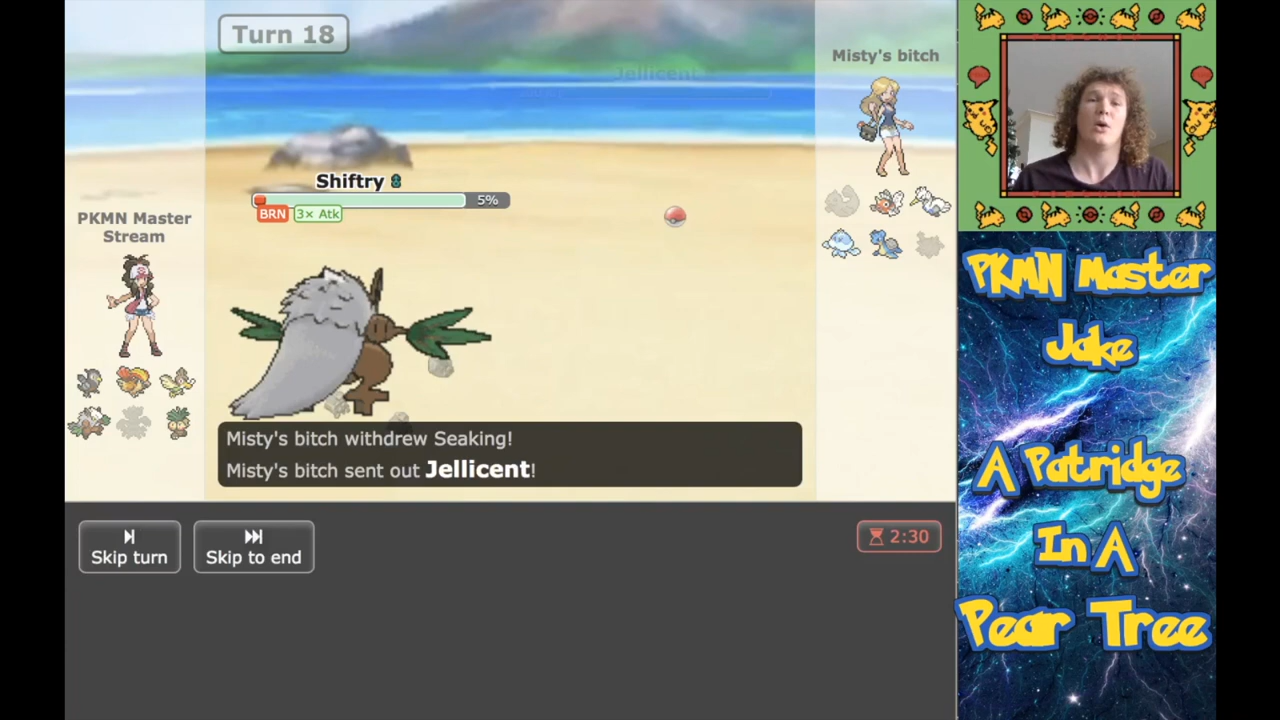 Turn 18
Jellicent
Misty's bitch
Shiftry
5%
BRN
3× Atk
PKMN Master
Stream
Misty's bitch withdrew Seaking!
Misty's bitch sent out Jellicent!
Skip turn
Skip to end
2:30
PKMN Master
Jake
A Patridge
In A
Pear Tree